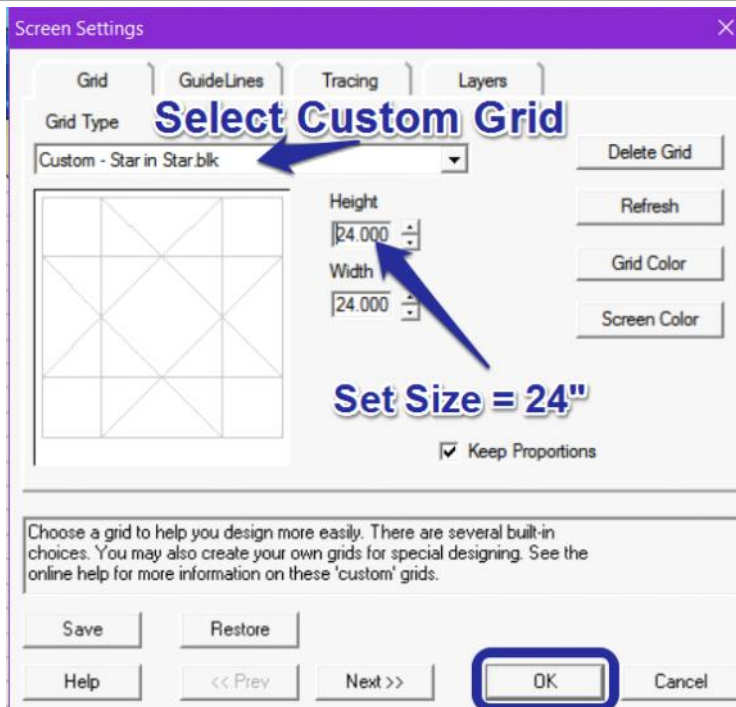 Screen Settings
Grid GuideLines Tracing Layers
Select Custom Grid
Grid Type
Custom - Star in Star.blk
Delete Grid
Height
Refresh
24.000
Width
Grid Color
24.000
Screen Color
Set Size = 24"
Keep Proportions
Choose a grid to help you design more easily. There are several built-in
choices. You may also create your own grids for special designing. See the
online help for more information on these 'custom' grids.
Save Restore
Help << Prev Next >> OK Cancel